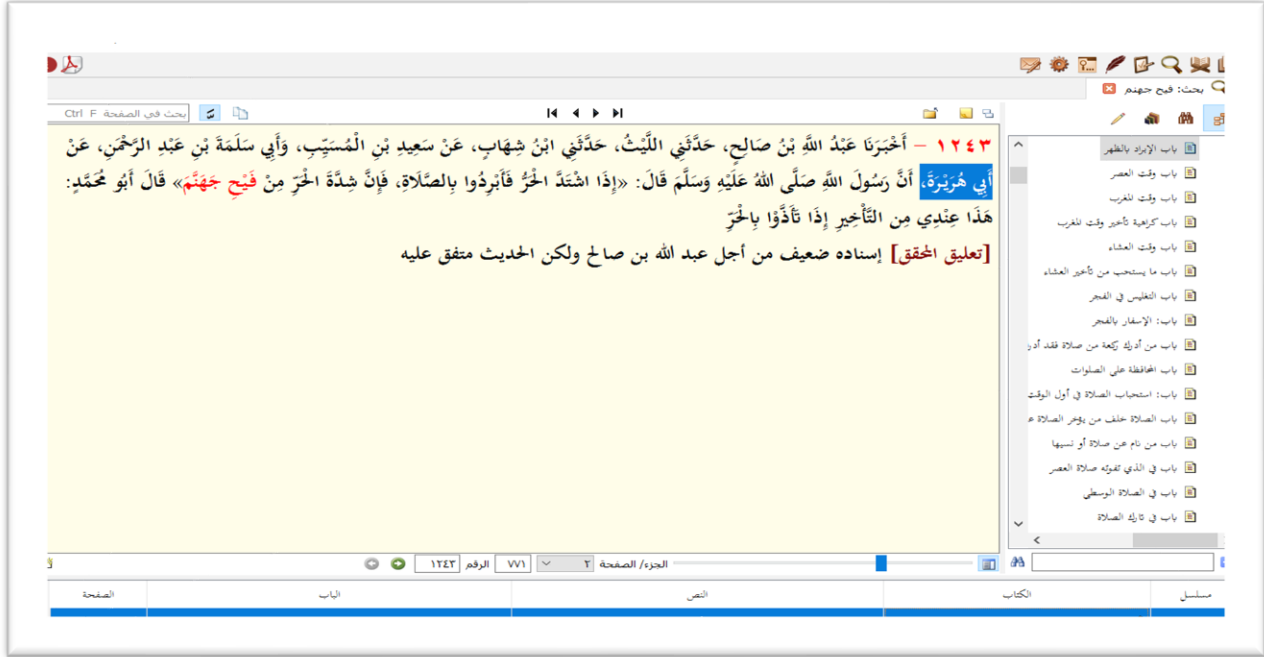 بحث: فيح جهنم
بحث في الصفحة Ctrl F
١٢٤٣ – أَخْبَرَنَا عَبْدُ اللَّهِ بْنُ صَالِحٍ، حَدَّثَنِي اللَّيْثُ، حَدَّثَنِي ابْنُ شِهَابٍ، عَنْ سَعِيدِ بْنِ الْمُسَيِّبِ، وَأَبِي سَلَمَةَ بْنِ عَبْدِ الرَّحْمَنِ، عَنْ
أَبِي هُرَيْرَةَ، أَنَّ رَسُولَ اللَّهِ صَلَّى اللهُ عَلَيْهِ وَسَلَّمَ قَالَ: «إِذَا اشْتَدَّ الْحَرُّ فَأَبْرِدُوا بِالصَّلَاةِ، فَإِنَّ شِدَّةَ الْحَرِّ مِنْ فَيْحِ جَهَنَّمَ» قَالَ أَبُو مُحَمَّدٍ:
هَذَا عِنْدِي مِن التَّأْخِيرِ إِذَا تَأَذَّوْا بِالْحَرِّ
[تعليق المحقق] إسناده ضعيف من أجل عبد الله بن صالح ولكن الحديث متفق عليه
باب الإبراد بالظهر
باب وقت العصر
باب وقت المغرب
باب كراهية تأخير وقت المغرب
باب وقت العشاء
باب ما يستحب من تأخير العشاء
باب التغليس في الفجر
باب: الإسفار بالفجر
باب من أدرك ركعة من صلاة فقد أدر
باب المحافظة على الصلوات
باب: استحباب الصلاة في أول الوقت
باب الصلاة خلف من يؤخر الصلاة ع
باب من نام عن صلاة أو نسيها
باب في الذي تفوته صلاة العصر
باب في الصلاة الوسطى
باب في تارك الصلاة
الجزء/ الصفحة ٢ ٧٧١ الرقم ١٢٤٣
مسلسل الكتاب النص الباب الصفحة